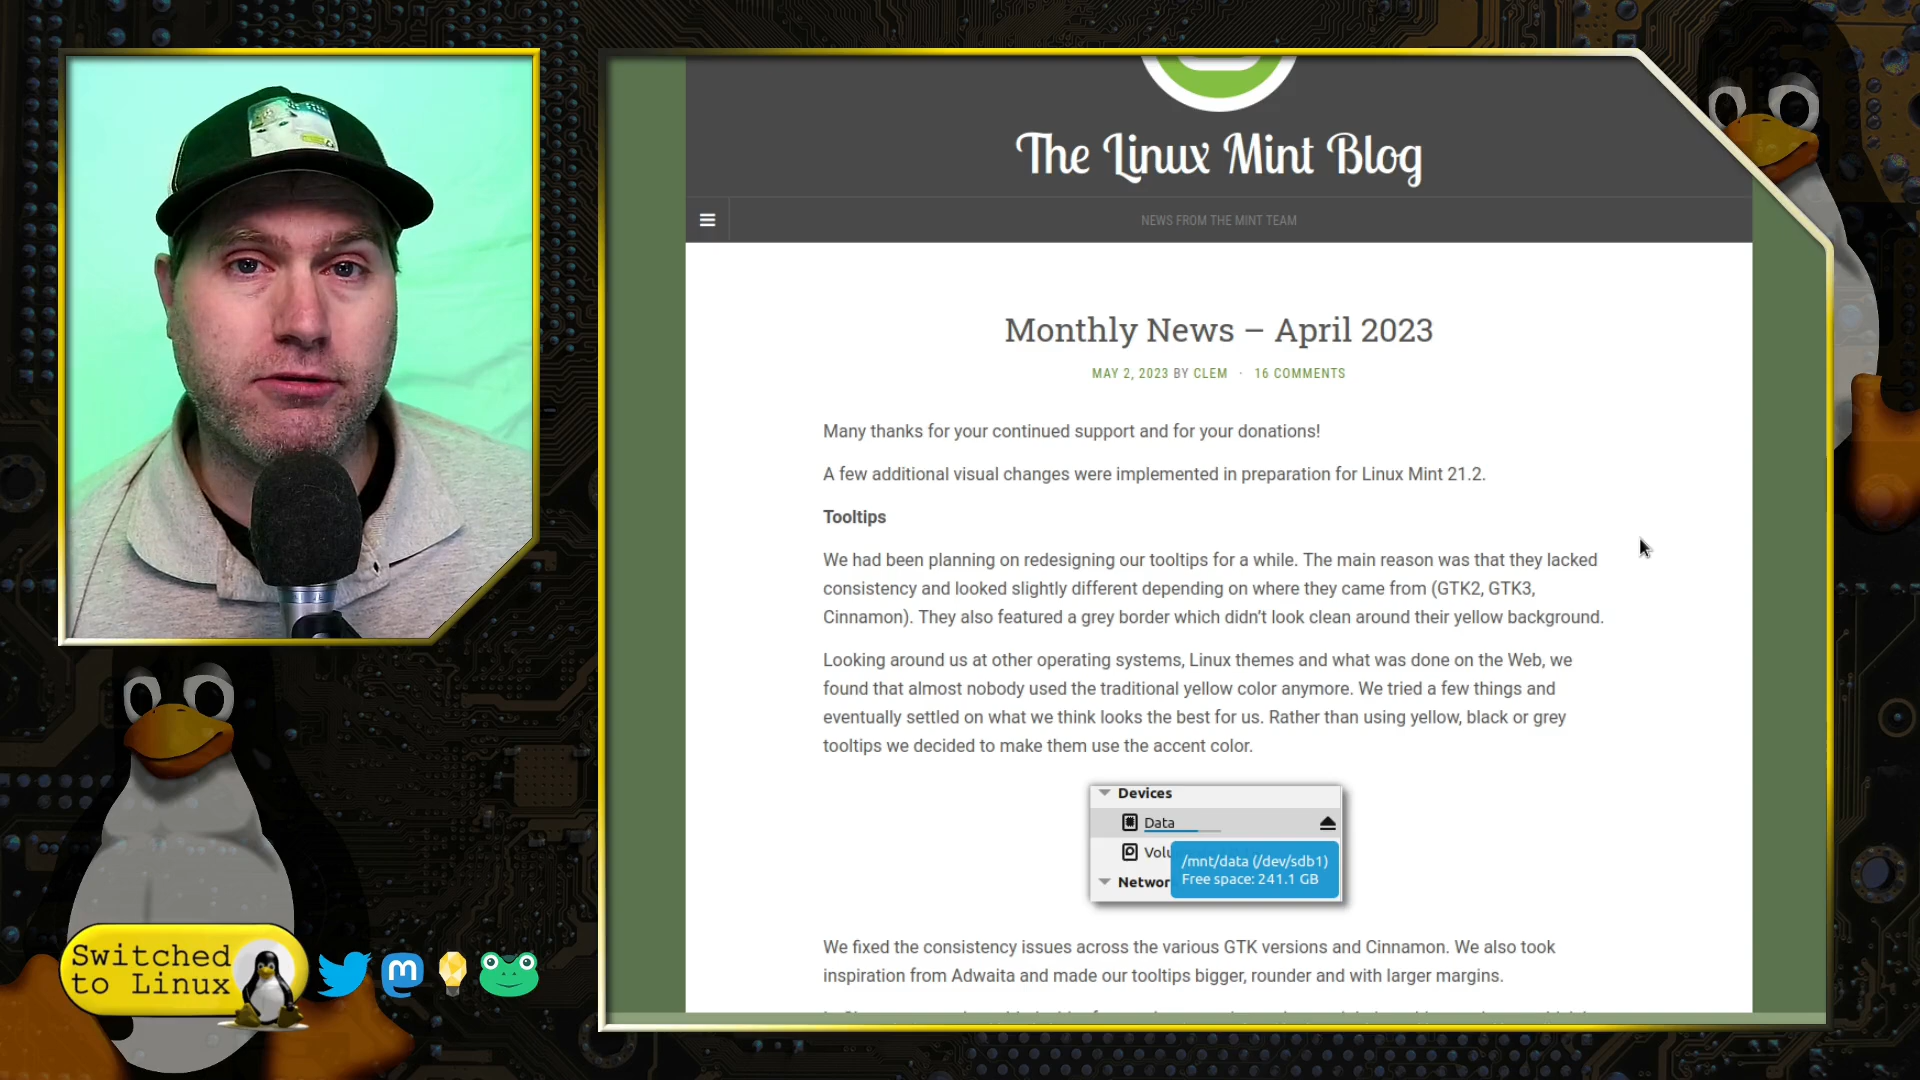 The Linux Mint Blog
NEWS FROM THE MINT TEAM
Monthly News – April 2023
MAY 2, 2023 BY CLEM · 16 COMMENTS
Many thanks for your continued support and for your donations!
A few additional visual changes were implemented in preparation for Linux Mint 21.2.
Tooltips
We had been planning on redesigning our tooltips for a while. The main reason was that they lacked
consistency and looked slightly different depending on where they came from (GTK2, GTK3,
Cinnamon). They also featured a grey border which didn't look clean around their yellow background.
Looking around us at other operating systems, Linux themes and what was done on the Web, we
found that almost nobody used the traditional yellow color anymore. We tried a few things and
eventually settled on what we think looks the best for us. Rather than using yellow, black or grey
tooltips we decided to make them use the accent color.
Devices
Data
Volu
Networ
/mnt/data (/dev/sdb1)
Free space: 241.1 GB
We fixed the consistency issues across the various GTK versions and Cinnamon. We also took
inspiration from Adwaita and made our tooltips bigger, rounder and with larger margins.
Switched
to Linux
m